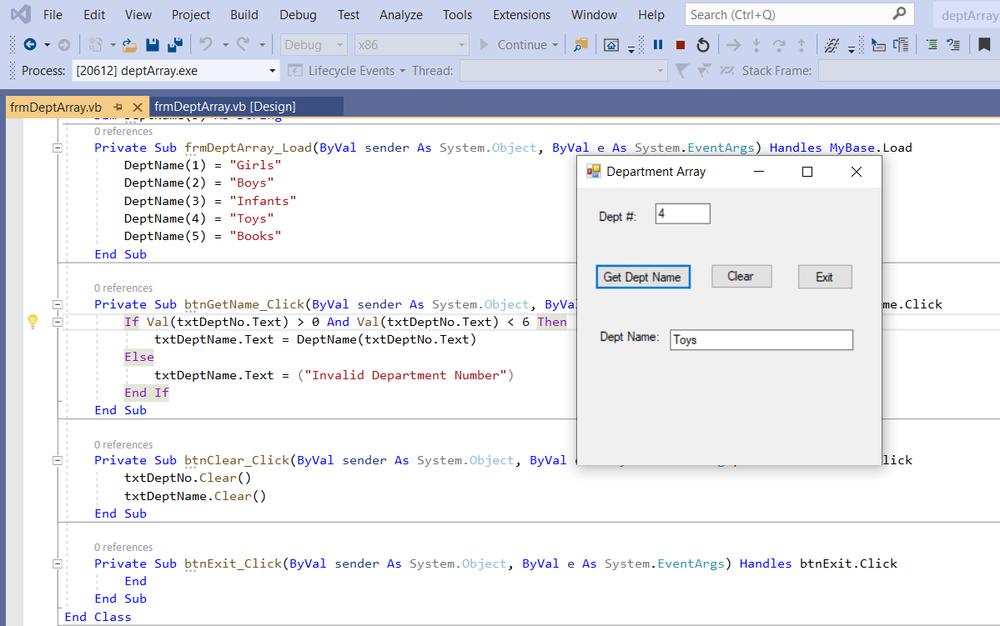 File Edit View Project Build Debug Test Analyze Tools Extensions Window Help Search (Ctrl+Q) deptArray
Debug x86 Continue
Process: [20612] deptArray.exe Lifecycle Events Thread: Stack Frame:
frmDeptArray.vb frmDeptArray.vb [Design]
0 references
Private Sub frmDeptArray_Load(ByVal sender As System.Object, ByVal e As System.EventArgs) Handles MyBase.Load
DeptName(1) = "Girls"
DeptName(2) = "Boys"
DeptName(3) = "Infants"
DeptName(4) = "Toys"
DeptName(5) = "Books"
End Sub
0 references
Private Sub btnGetName_Click(ByVal sender As System.Object, ByVal me.Click
If Val(txtDeptNo.Text) > 0 And Val(txtDeptNo.Text) < 6 Then
txtDeptName.Text = DeptName(txtDeptNo.Text)
Else
txtDeptName.Text = ("Invalid Department Number")
End If
End Sub
0 references
Private Sub btnClear_Click(ByVal sender As System.Object, ByVal lick
txtDeptNo.Clear()
txtDeptName.Clear()
End Sub
0 references
Private Sub btnExit_Click(ByVal sender As System.Object, ByVal e As System.EventArgs) Handles btnExit.Click
End
End Sub
End Class
Department Array
Dept #: 4
Get Dept Name Clear Exit
Dept Name: Toys